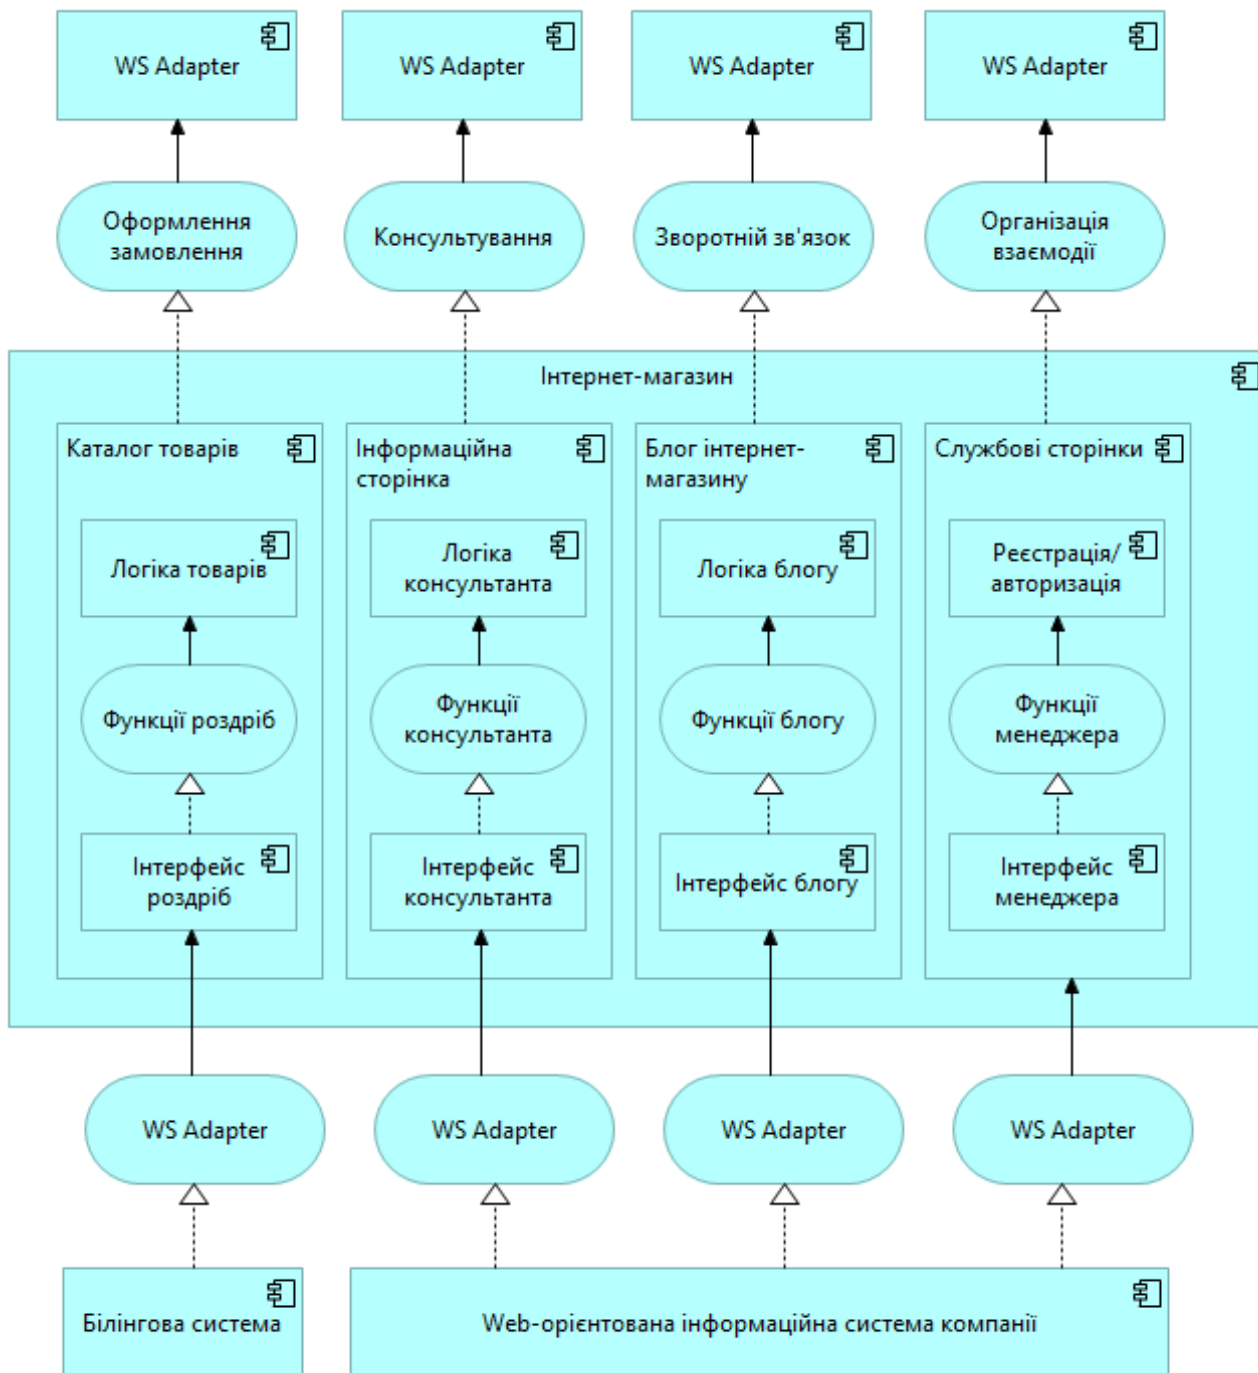 WS Adapter
WS Adapter
WS Adapter
WS Adapter
Оформлення
замовлення
Консультування
Зворотній зв'язок
Організація
взаємодії
Інтернет-магазин
Каталог товарів
Інформаційна
сторінка
Блог інтернет-
магазину
Службові сторінки
Логіка товарів
Логіка
консультанта
Логіка блогу
Реєстрація/
авторизація
Функції роздріб
Функції
консультанта
Функції блогу
Функції
менеджера
Інтерфейс
роздріб
Інтерфейс
консультанта
Інтерфейс блогу
Інтерфейс
менеджера
WS Adapter
WS Adapter
WS Adapter
WS Adapter
Білінгова система
Web-орієнтована інформаційна система компанії